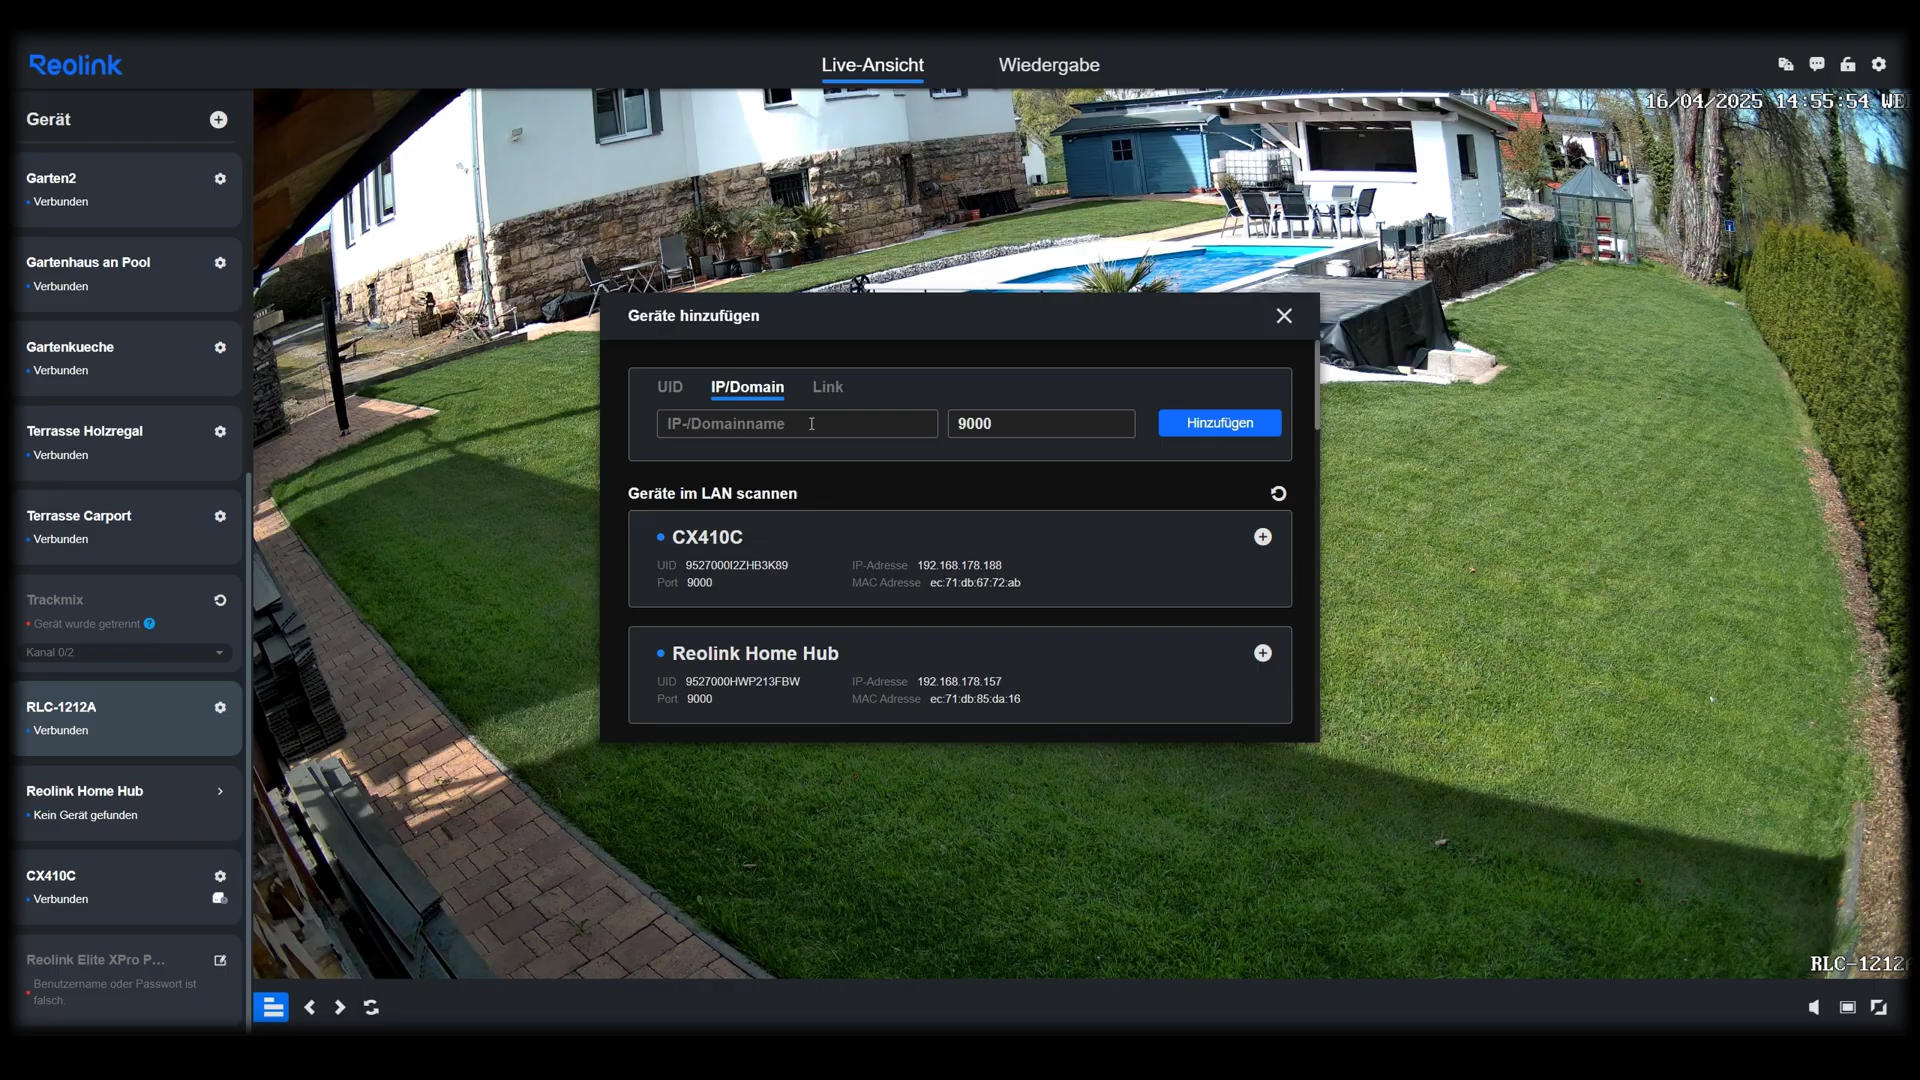 Reolink
Live-Ansicht
Wiedergabe
Gerät
Garten2
Verbunden
Gartenhaus an Pool
Verbunden
Gartenkueche
Verbunden
Terrasse Holzregal
Verbunden
Terrasse Carport
Verbunden
Trackmix
Gerät wurde getrennt ?
Kanal 0/2
RLC-1212A
Verbunden
Reolink Home Hub
Kein Gerät gefunden
CX410C
Verbunden
Reolink Elite XPro P...
Benutzername oder Passwort ist
falsch.
16/04/2025 14:55:54 WE
Geräte hinzufügen
UID IP/Domain Link
IP-/Domainname 9000 Hinzufügen
Geräte im LAN scannen
CX410C
UID 9527000I2ZHB3K89 IP-Adresse 192.168.178.188
Port 9000 MAC Adresse ec:71:db:67:72:ab
Reolink Home Hub
UID 9527000HWP213FBW IP-Adresse 192.168.178.157
Port 9000 MAC Adresse ec:71:db:85:da:16
RLC-1212A